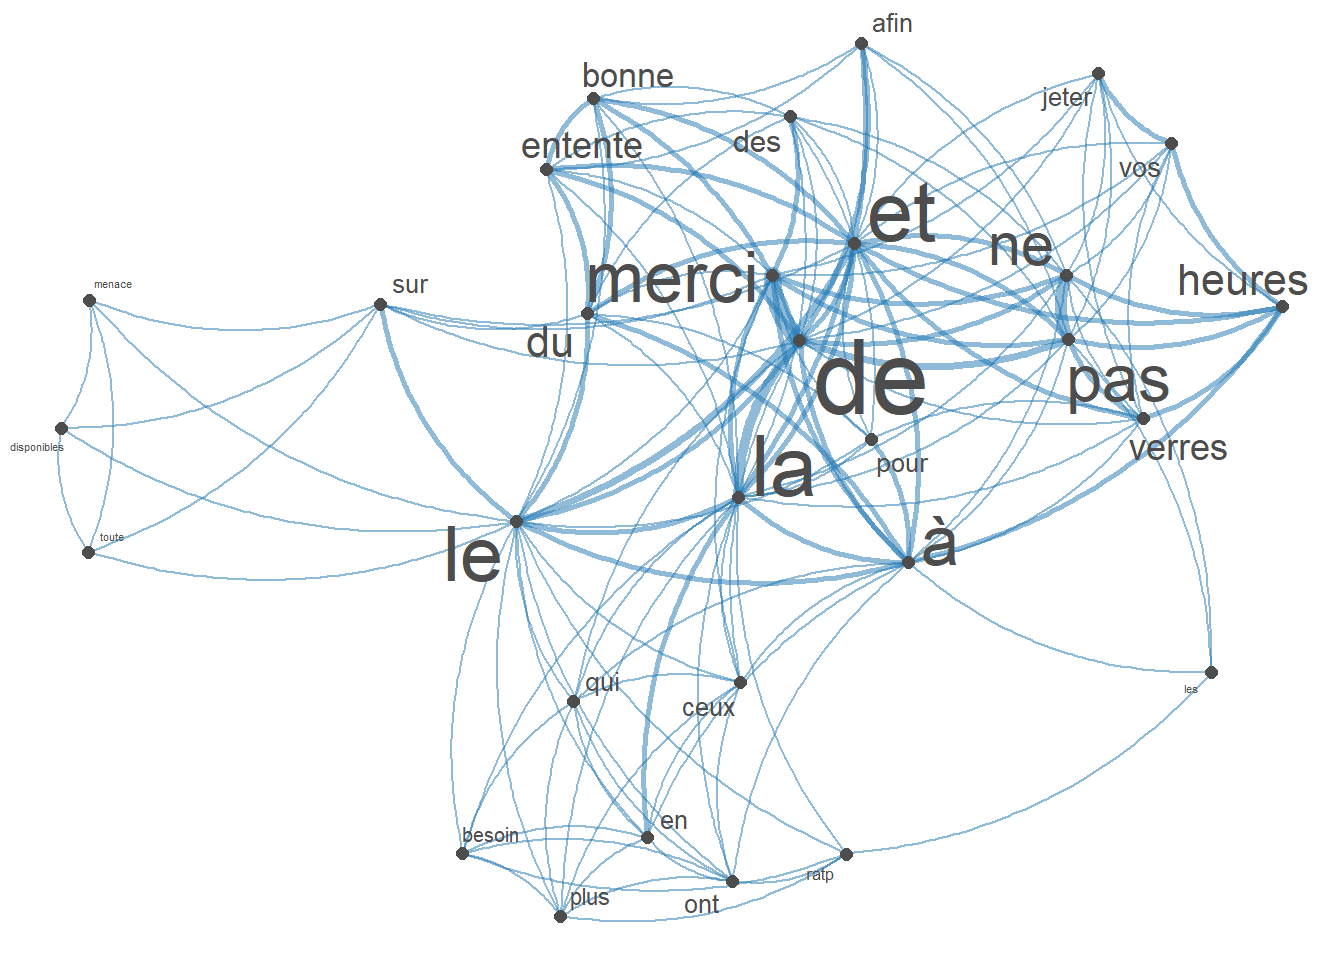 afin
bonne
jeter
des
entente
vos
et
ne
merci
heures
menace
sur
du
de
pas
disponibles
verres
la
pour
toute
le
à
qui
les
ceux
en
besoin
ratp
plus
ont